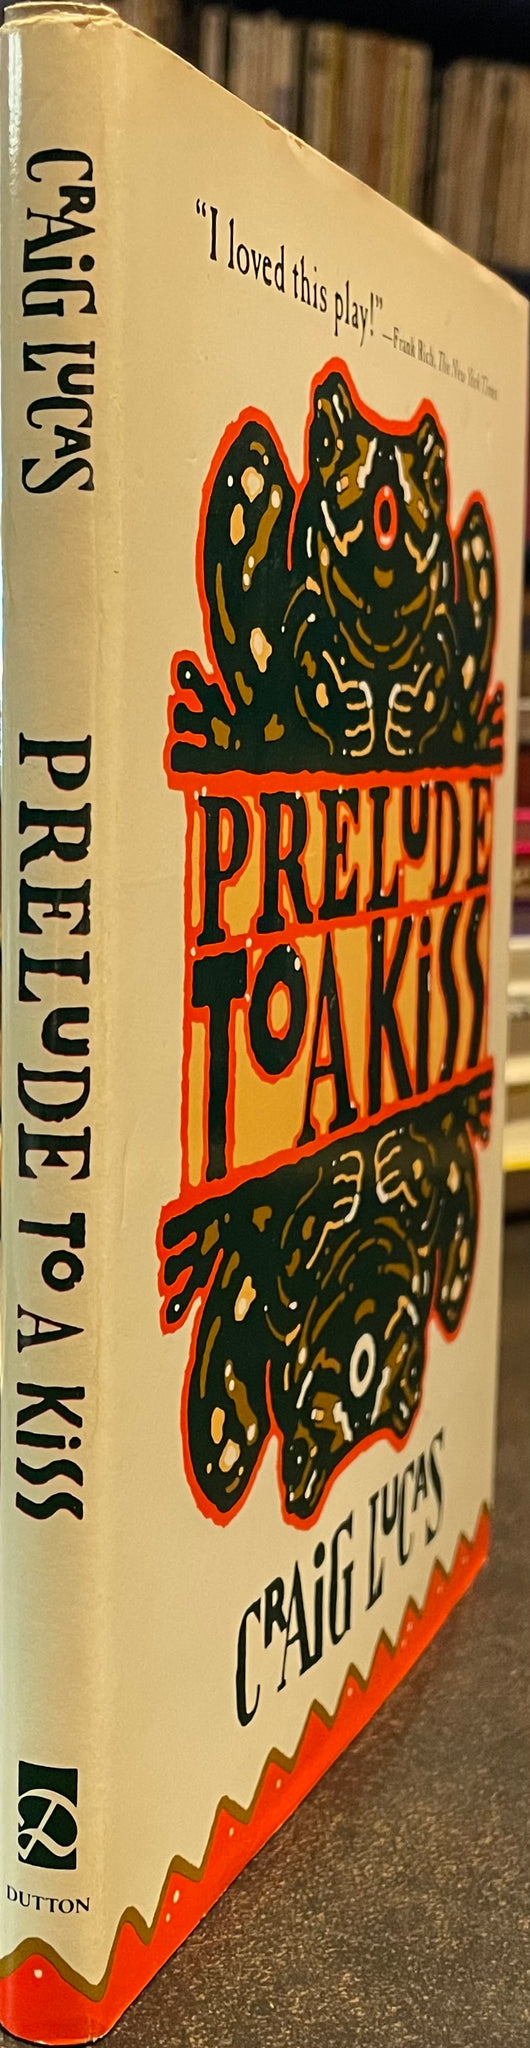 CRAIG LUCAS
PRELUDE TO A KISS
DUTTON
"I loved this play!"
—Frank Rich, The New York Times
PRELUDE
TO A KISS
CRAIG LUCAS